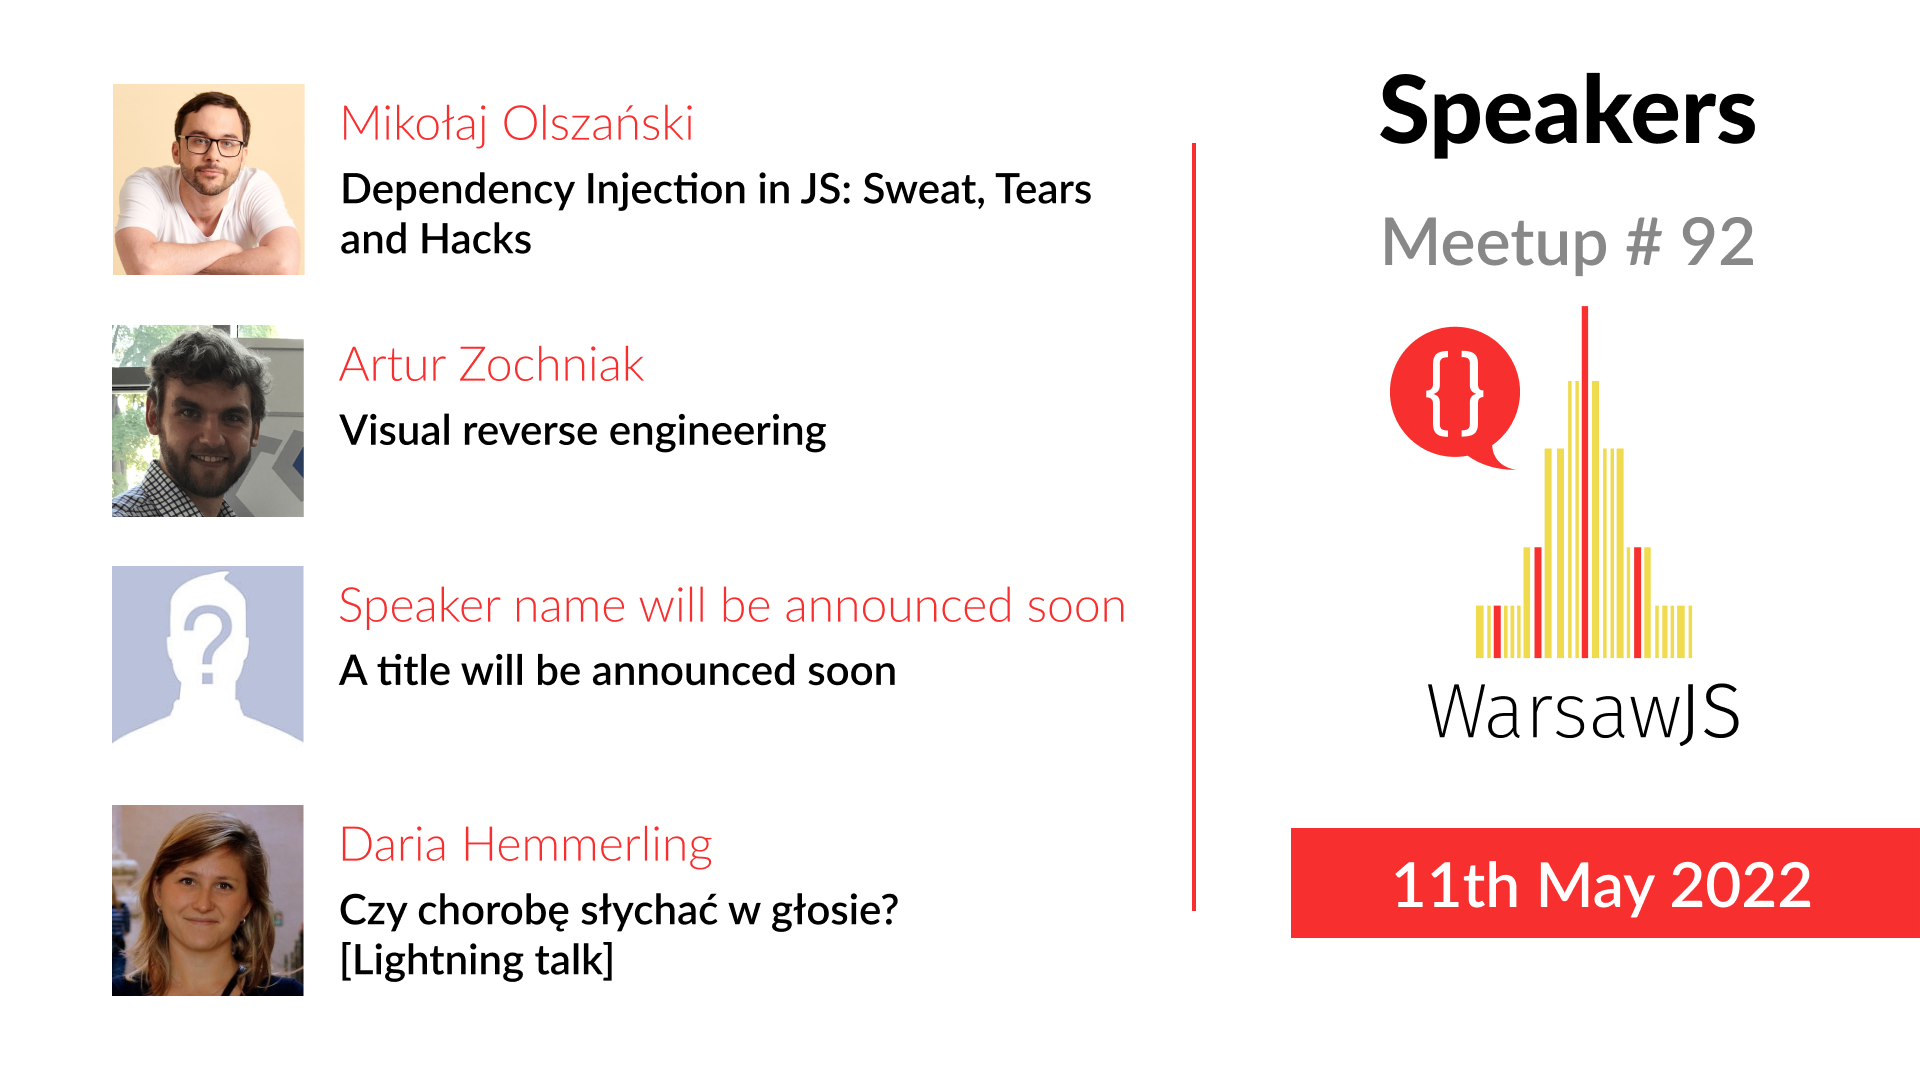 Mikołaj Olszański
Dependency Injection in JS: Sweat, Tears
and Hacks
Artur Zochniak
Visual reverse engineering
Speaker name will be announced soon
A title will be announced soon
Daria Hemmerling
Czy chorobę słychać w głosie?
[Lightning talk]
Speakers
Meetup # 92
{}
WarsawJS
11th May 2022